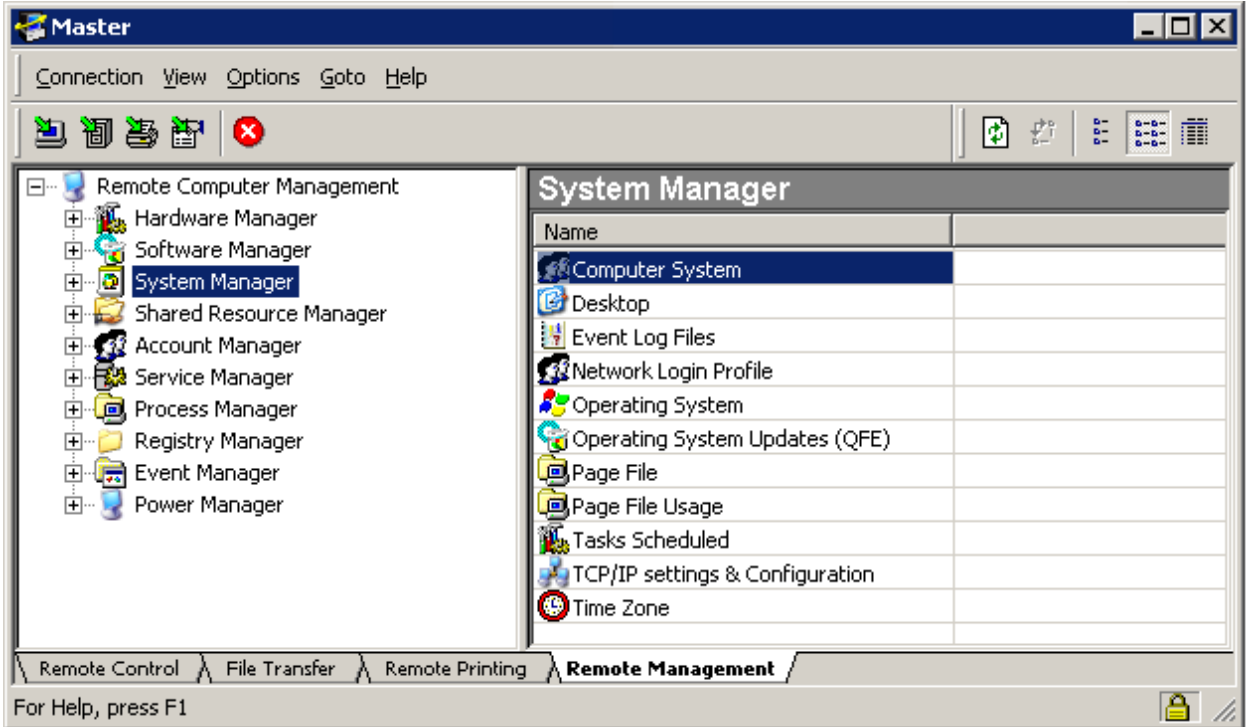 Master
Connection View Options Goto Help
Remote Computer Management
Hardware Manager
Software Manager
System Manager
Shared Resource Manager
Account Manager
Service Manager
Process Manager
Registry Manager
Event Manager
Power Manager
System Manager
Name
Computer System
Desktop
Event Log Files
Network Login Profile
Operating System
Operating System Updates (QFE)
Page File
Page File Usage
Tasks Scheduled
TCP/IP settings & Configuration
Time Zone
Remote Control File Transfer Remote Printing Remote Management
For Help, press F1